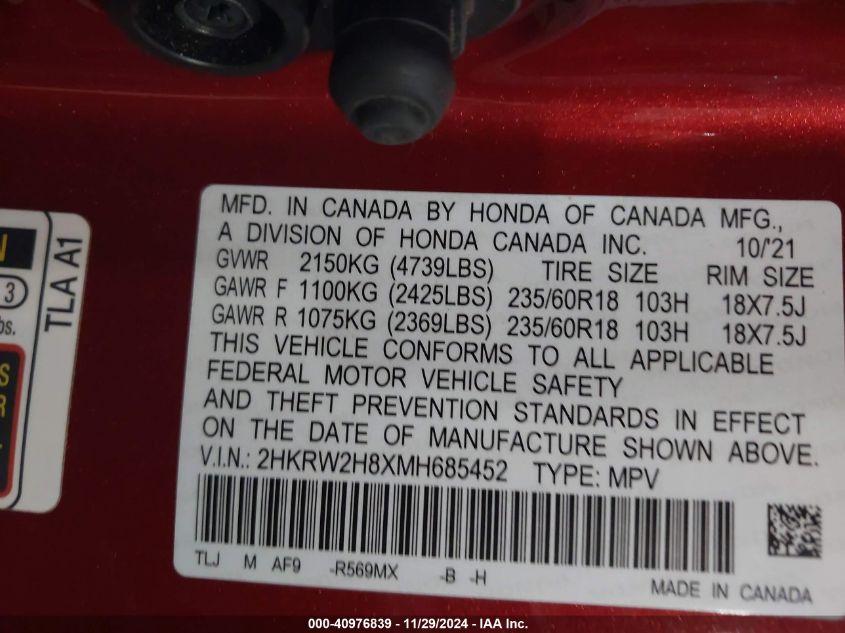 MFD. IN CANADA BY HONDA OF CANADA MFG.,
A DIVISION OF HONDA CANADA INC. 10/'21
GVWR 2150KG (4739LBS) TIRE SIZE RIM SIZE
GAWR F 1100KG (2425LBS) 235/60R18 103H 18X7.5J
GAWR R 1075KG (2369LBS) 235/60R18 103H 18X7.5J
THIS VEHICLE CONFORMS TO ALL APPLICABLE
FEDERAL MOTOR VEHICLE SAFETY
AND THEFT PREVENTION STANDARDS IN EFFECT
ON THE DATE OF MANUFACTURE SHOWN ABOVE.
V.I.N.: 2HKRW2H8XMH685452 TYPE: MPV
TLJ M AF9 -R569MX -B -H
MADE IN CANADA
N
3
bs.
TLA A1
S
R
000-40976839 - 11/29/2024 - IAA Inc.